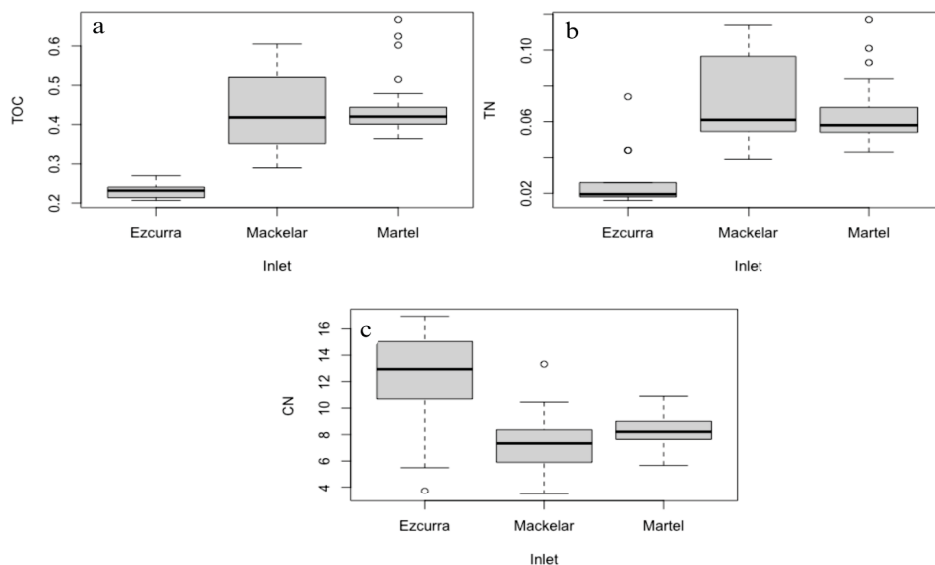 a
0.6
0.5
0.4
0.3
0.2
TOC
Ezcurra Mackelar Martel
Inlet
b
0.10
0.06
0.02
TN
Ezcurra Mackelar Martel
Inlet
c
16
14
12
10
8
6
4
CN
Ezcurra Mackelar Martel
Inlet